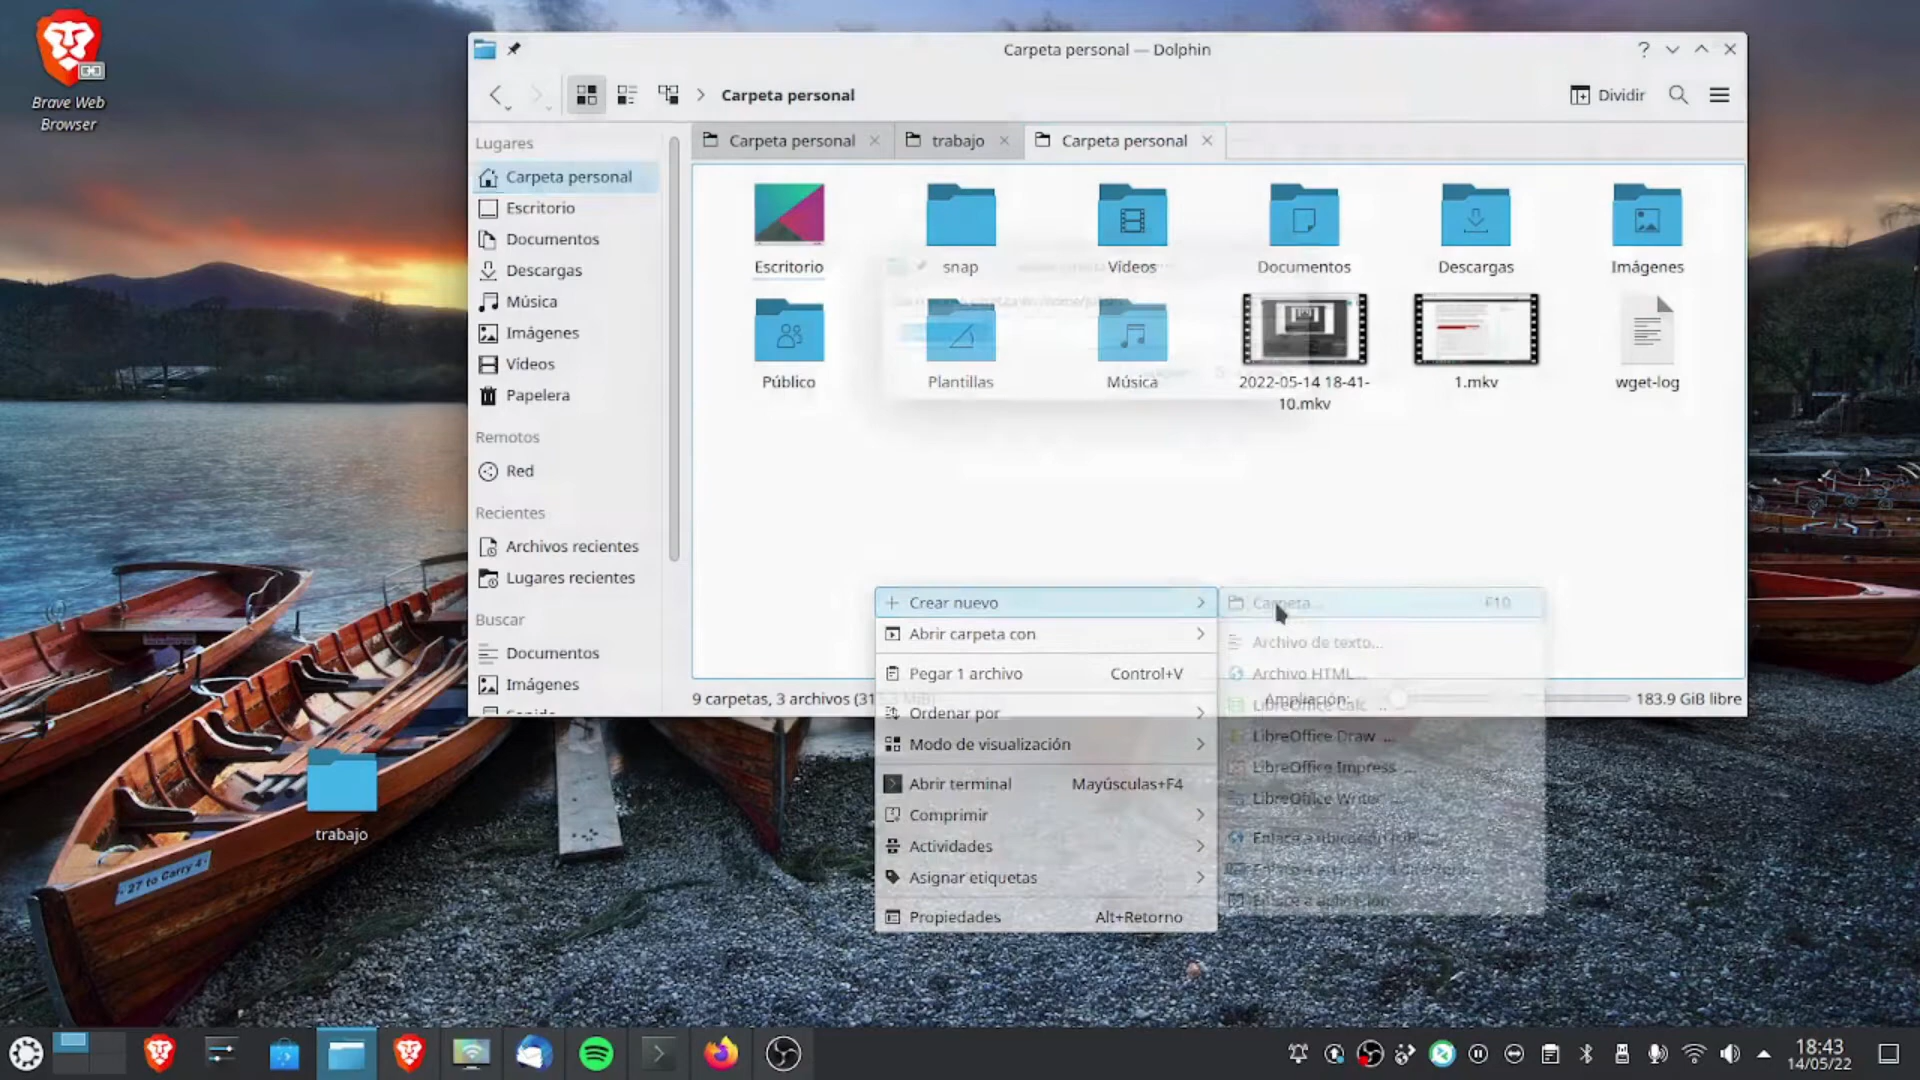 Brave Web
Browser
Carpeta personal — Dolphin
Carpeta personal
Dividir
Lugares
Carpeta personal
trabajo
Carpeta personal
Carpeta personal
Escritorio
Documentos
Descargas
Música
Imágenes
Vídeos
Papelera
Remotos
Red
Recientes
Archivos recientes
Lugares recientes
Buscar
Documentos
Imágenes
Escritorio
snap
Vídeos
Documentos
Descargas
Imágenes
Público
Plantillas
Música
2022-05-14 18-41-
10.mkv
1.mkv
wget-log
Crear nuevo
Abrir carpeta con
Pegar 1 archivo Control+V
Ordenar por
Modo de visualización
Abrir terminal Mayúsculas+F4
Comprimir
Actividades
Asignar etiquetas
Propiedades Alt+Retorno
Carpeta... F10
Archivo de texto...
Archivo HTML...
LibreOffice Calc ...
LibreOffice Draw ...
LibreOffice Impress ...
LibreOffice Writer ...
9 carpetas, 3 archivos
Ampliación:
183.9 GiB libre
27 to Carry 4
trabajo
18:43
14/05/22